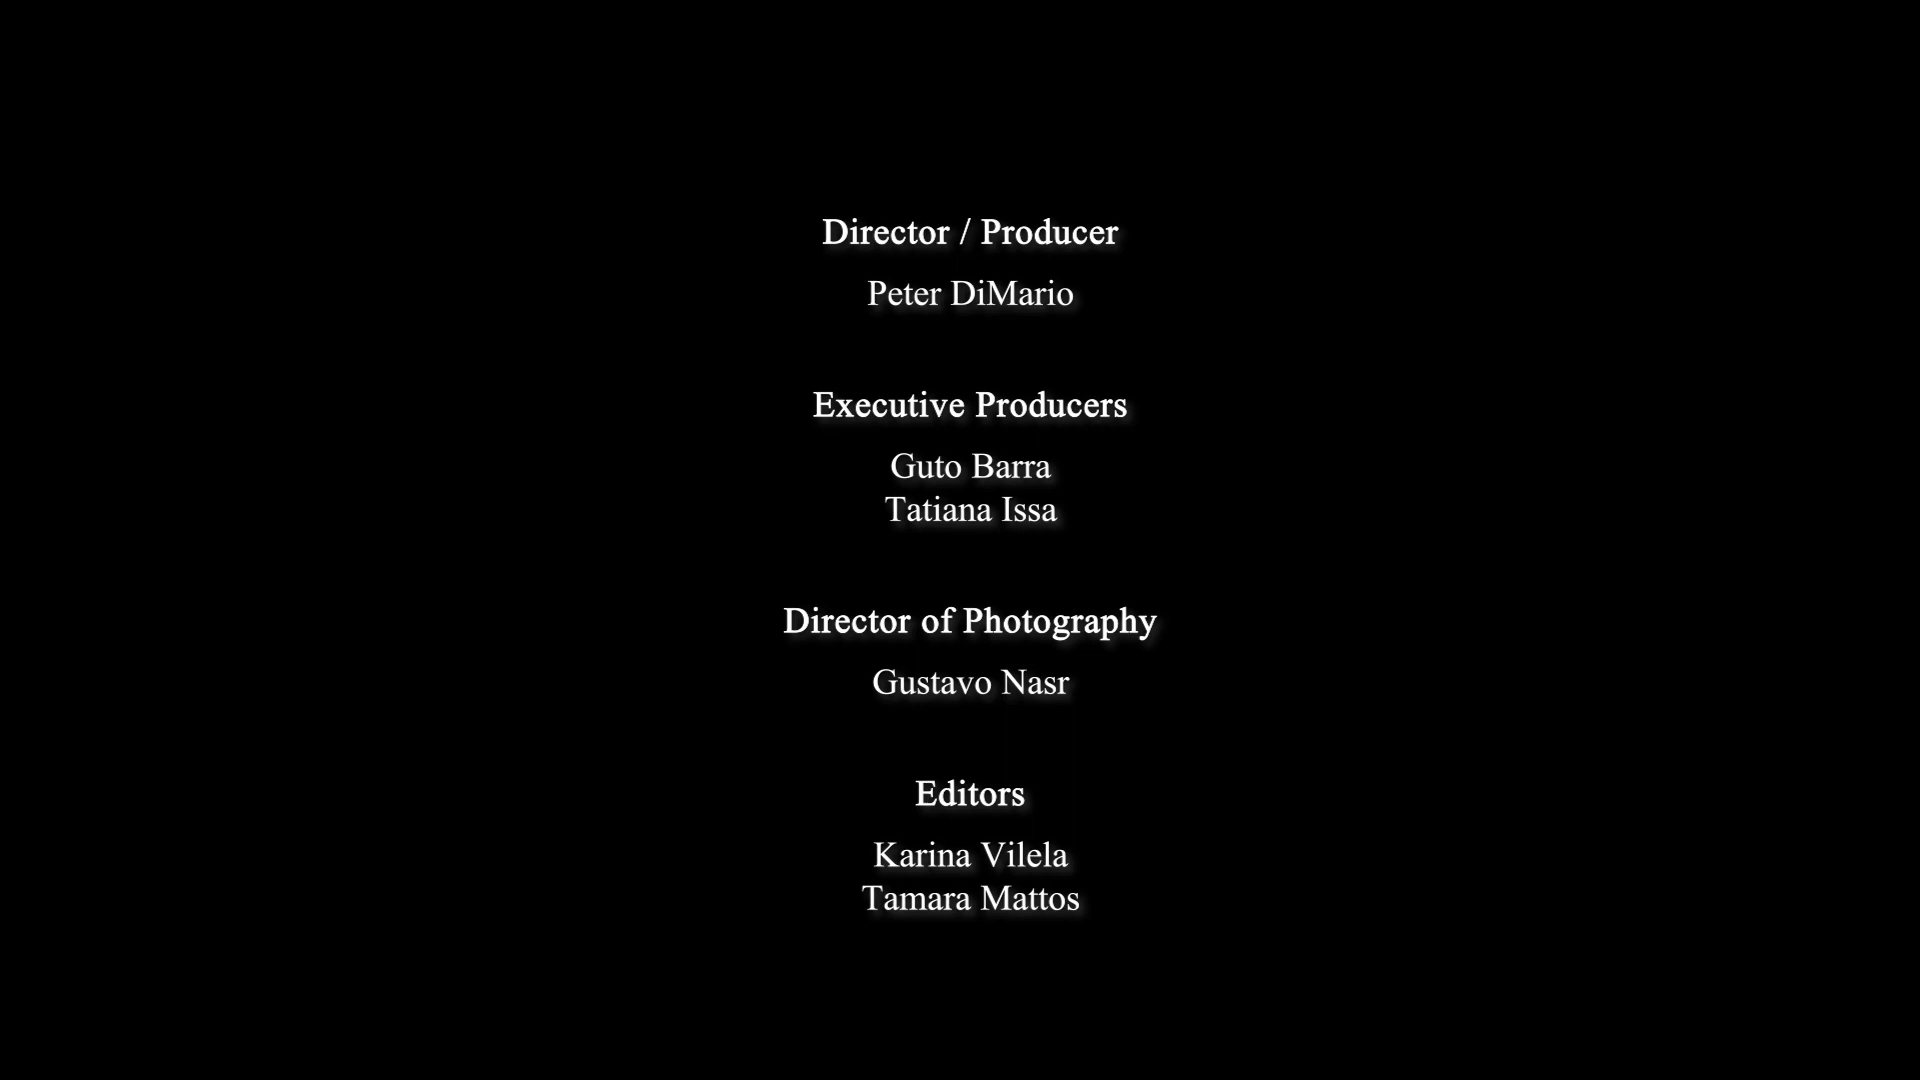 Director / Producer
Peter DiMario
Executive Producers
Guto Barra
Tatiana Issa
Director of Photography
Gustavo Nasr
Editors
Karina Vilela
Tamara Mattos